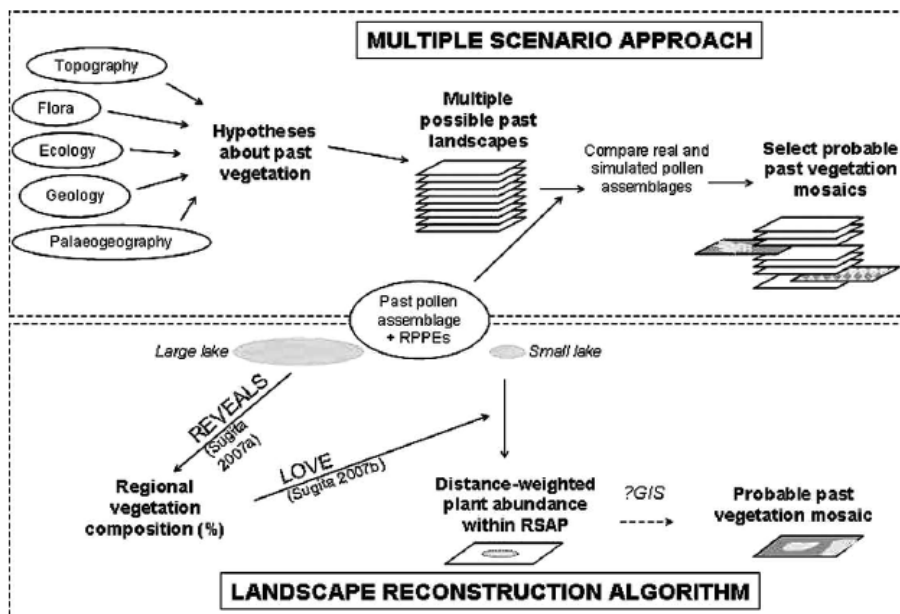 MULTIPLE SCENARIO APPROACH
Topography
Flora
Ecology
Geology
Palaeogeography
Hypotheses
about past
vegetation
Multiple
possible past
landscapes
Compare real and
simulated pollen
assemblages
Select probable
past vegetation
mosaics
Past pollen
assemblage
+ RPPEs
Large lake
Small lake
REVEALS
(Sugita
2007a)
LOVE
(Sugita 2007b)
Regional
vegetation
composition (%)
Distance-weighted
plant abundance
within RSAP
?GIS
Probable past
vegetation mosaic
LANDSCAPE RECONSTRUCTION ALGORITHM